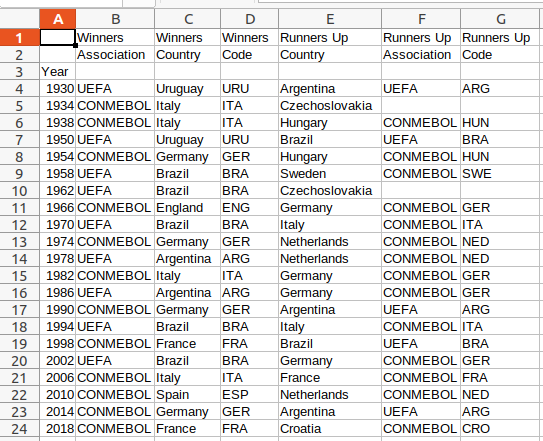 A B C D E F G
1 Winners Winners Winners Runners Up Runners Up Runners Up
2 Association Country Code Country Association Code
3 Year
4 1930 UEFA Uruguay URU Argentina UEFA ARG
5 1934 CONMEBOL Italy ITA Czechoslovakia
6 1938 CONMEBOL Italy ITA Hungary CONMEBOL HUN
7 1950 UEFA Uruguay URU Brazil UEFA BRA
8 1954 CONMEBOL Germany GER Hungary CONMEBOL HUN
9 1958 UEFA Brazil BRA Sweden CONMEBOL SWE
10 1962 UEFA Brazil BRA Czechoslovakia
11 1966 CONMEBOL England ENG Germany CONMEBOL GER
12 1970 UEFA Brazil BRA Italy CONMEBOL ITA
13 1974 CONMEBOL Germany GER Netherlands CONMEBOL NED
14 1978 UEFA Argentina ARG Netherlands CONMEBOL NED
15 1982 CONMEBOL Italy ITA Germany CONMEBOL GER
16 1986 UEFA Argentina ARG Germany CONMEBOL GER
17 1990 CONMEBOL Germany GER Argentina UEFA ARG
18 1994 UEFA Brazil BRA Italy CONMEBOL ITA
19 1998 CONMEBOL France FRA Brazil UEFA BRA
20 2002 UEFA Brazil BRA Germany CONMEBOL GER
21 2006 CONMEBOL Italy ITA France CONMEBOL FRA
22 2010 CONMEBOL Spain ESP Netherlands CONMEBOL NED
23 2014 CONMEBOL Germany GER Argentina UEFA ARG
24 2018 CONMEBOL France FRA Croatia CONMEBOL CRO